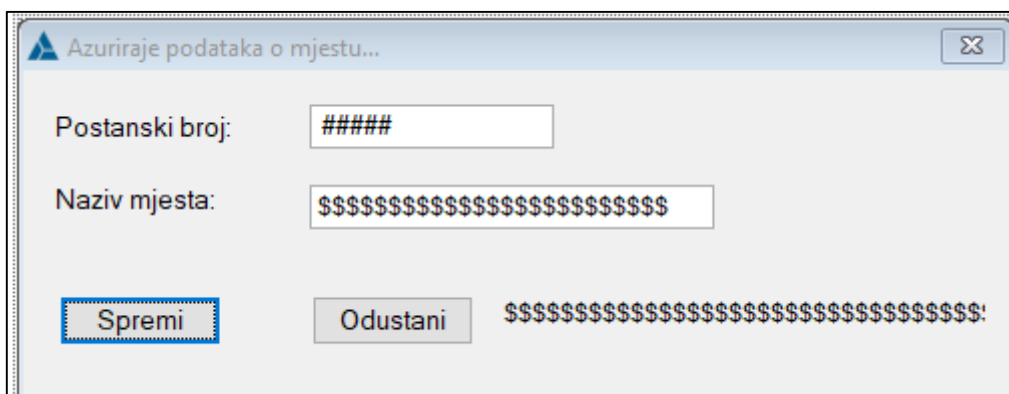 Azuriraje podataka o mjestu...
Postanski broj: #####
Naziv mjesta: $$$$$$$$$$$$$$$$$$$$$$$$$
Spremi Odustani $$$$$$$$$$$$$$$$$$$$$$$$$$$$$$$$$$